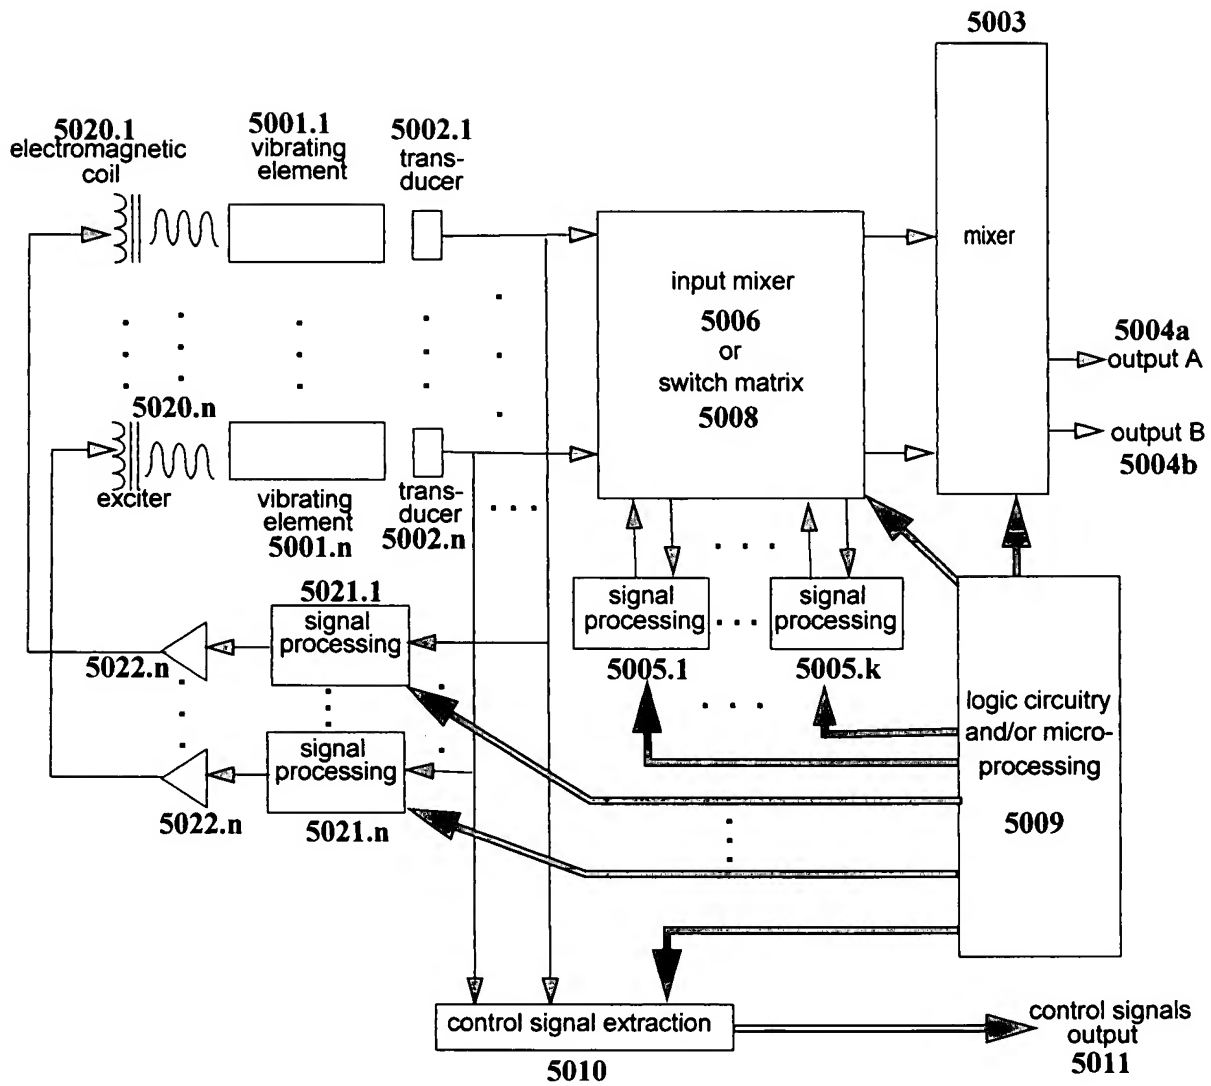 5003
5020.1
electromagnetic
coil
5001.1
vibrating
element
5002.1
trans-
ducer
input mixer
5006
or
switch matrix
5008
mixer
5004a
output A
output B
5004b
5020.n
exciter
vibrating
element
5001.n
trans-
ducer
5002.n
5021.1
signal
processing
5022.n
signal
processing
5005.1
signal
processing
5005.k
signal
processing
5022.n
5021.n
logic circuitry
and/or micro-
processing
5009
control signal extraction
5010
control signals
output
5011